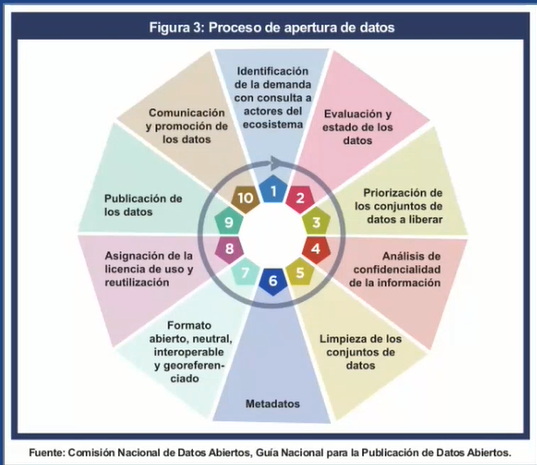 Figura 3: Proceso de apertura de datos
Identificación
de la demanda
con consulta a
actores del
ecosistema
Evaluación y
estado de los
datos
Priorización de
los conjuntos de
datos a liberar
Análisis de
confidencialidad
de la información
Limpieza de los
conjuntos de
datos
Metadatos
Formato
abierto, neutral,
interoperable
y georeferen-
ciado
Asignación de la
licencia de uso y
reutilización
Publicación de
los datos
Comunicación
y promoción de
los datos
1
2
3
4
5
6
7
8
9
10
Fuente: Comisión Nacional de Datos Abiertos, Guía Nacional para la Publicación de Datos Abiertos.